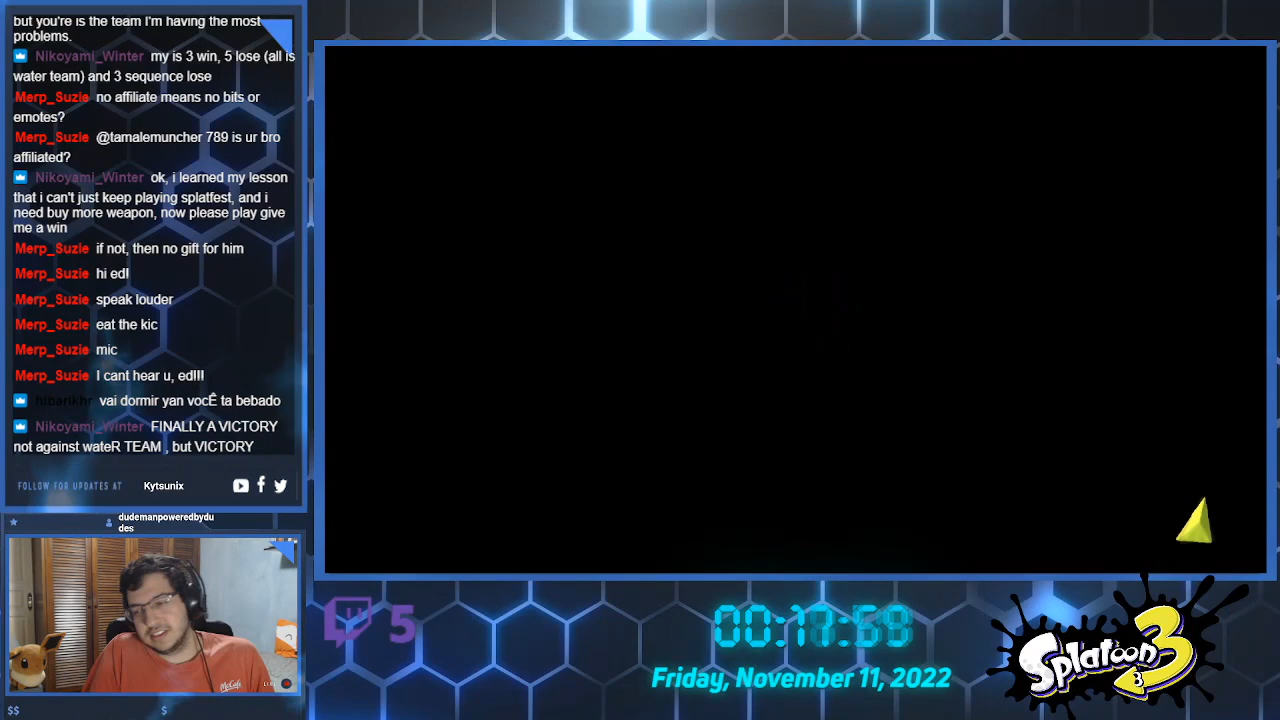 but you're is the team I'm having the most
problems.
Nikoyami_Winter my is 3 win, 5 lose (all is
water team) and 3 sequence lose
Merp_Suzie no affiliate means no bits or
emotes?
Merp_Suzie @tamalemuncher 789 is ur bro
affiliated?
Nikoyami_Winter ok, i learned my lesson
that i can't just keep playing splatfest, and i
need buy more weapon, now please play give
me a win
Merp_Suzie if not, then no gift for him
Merp_Suzie hi ed!
Merp_Suzie speak louder
Merp_Suzie eat the kic
Merp_Suzie mic
Merp_Suzie I cant hear u, ed!!!
hibarikhr vai dormir yan vocÊ ta bebado
Nikoyami_Winter FINALLY A VICTORY
not against wateR TEAM , but VICTORY
FOLLOW FOR UPDATES AT Kytsunix
dudemanpoweredbydu
des
McCafé
$$ $
5
00:17:59
Friday, November 11, 2022
Splatoon 3